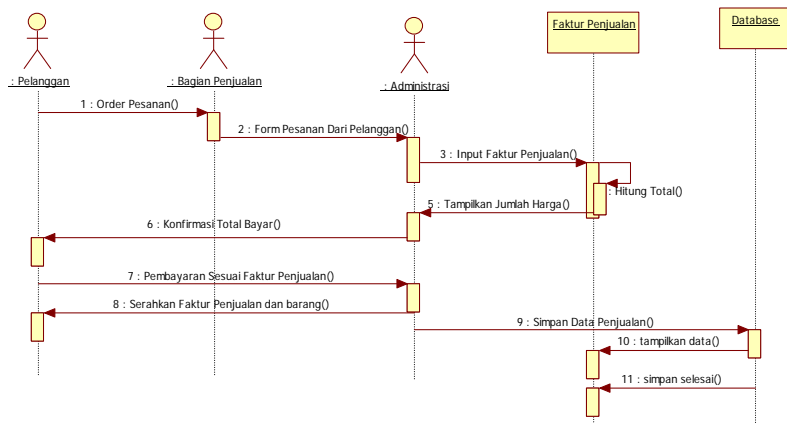 Faktur Penjualan
Database
: Pelanggan
: Bagian Penjualan
: Administrasi
1 : Order Pesanan()
2 : Form Pesanan Dari Pelanggan()
3 : Input Faktur Penjualan()
: Hitung Total()
5 : Tampilkan Jumlah Harga()
6 : Konfirmasi Total Bayar()
7 : Pembayaran Sesuai Faktur Penjualan()
8 : Serahkan Faktur Penjualan dan barang()
9 : Simpan Data Penjualan()
10 : tampilkan data()
11 : simpan selesai()